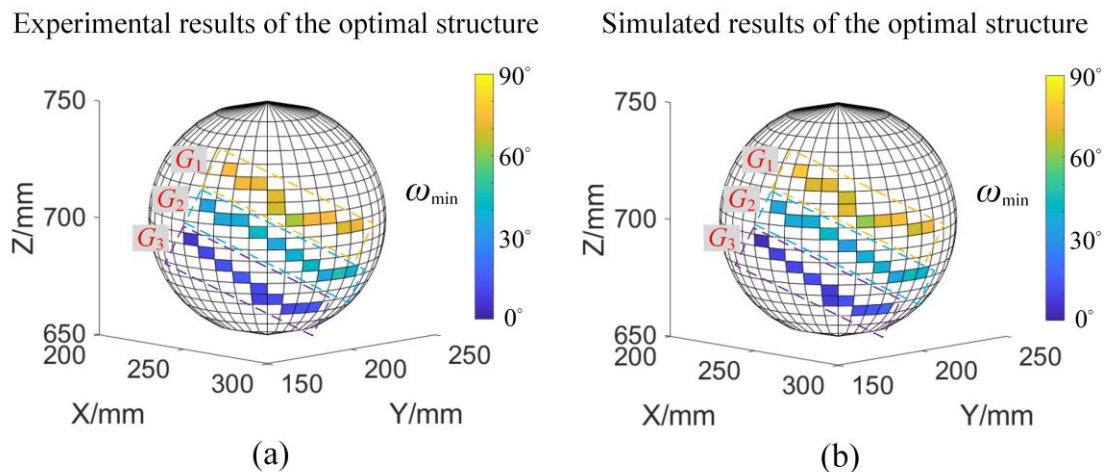 Experimental results of the optimal structure
750
700
650
Z/mm
200
250
300
X/mm
150
200
250
Y/mm
G1
G2
G3
90°
60°
30°
0°
ωmin
(a)
Simulated results of the optimal structure
750
700
650
Z/mm
200
250
300
X/mm
150
200
250
Y/mm
G1
G2
G3
90°
60°
30°
0°
ωmin
(b)